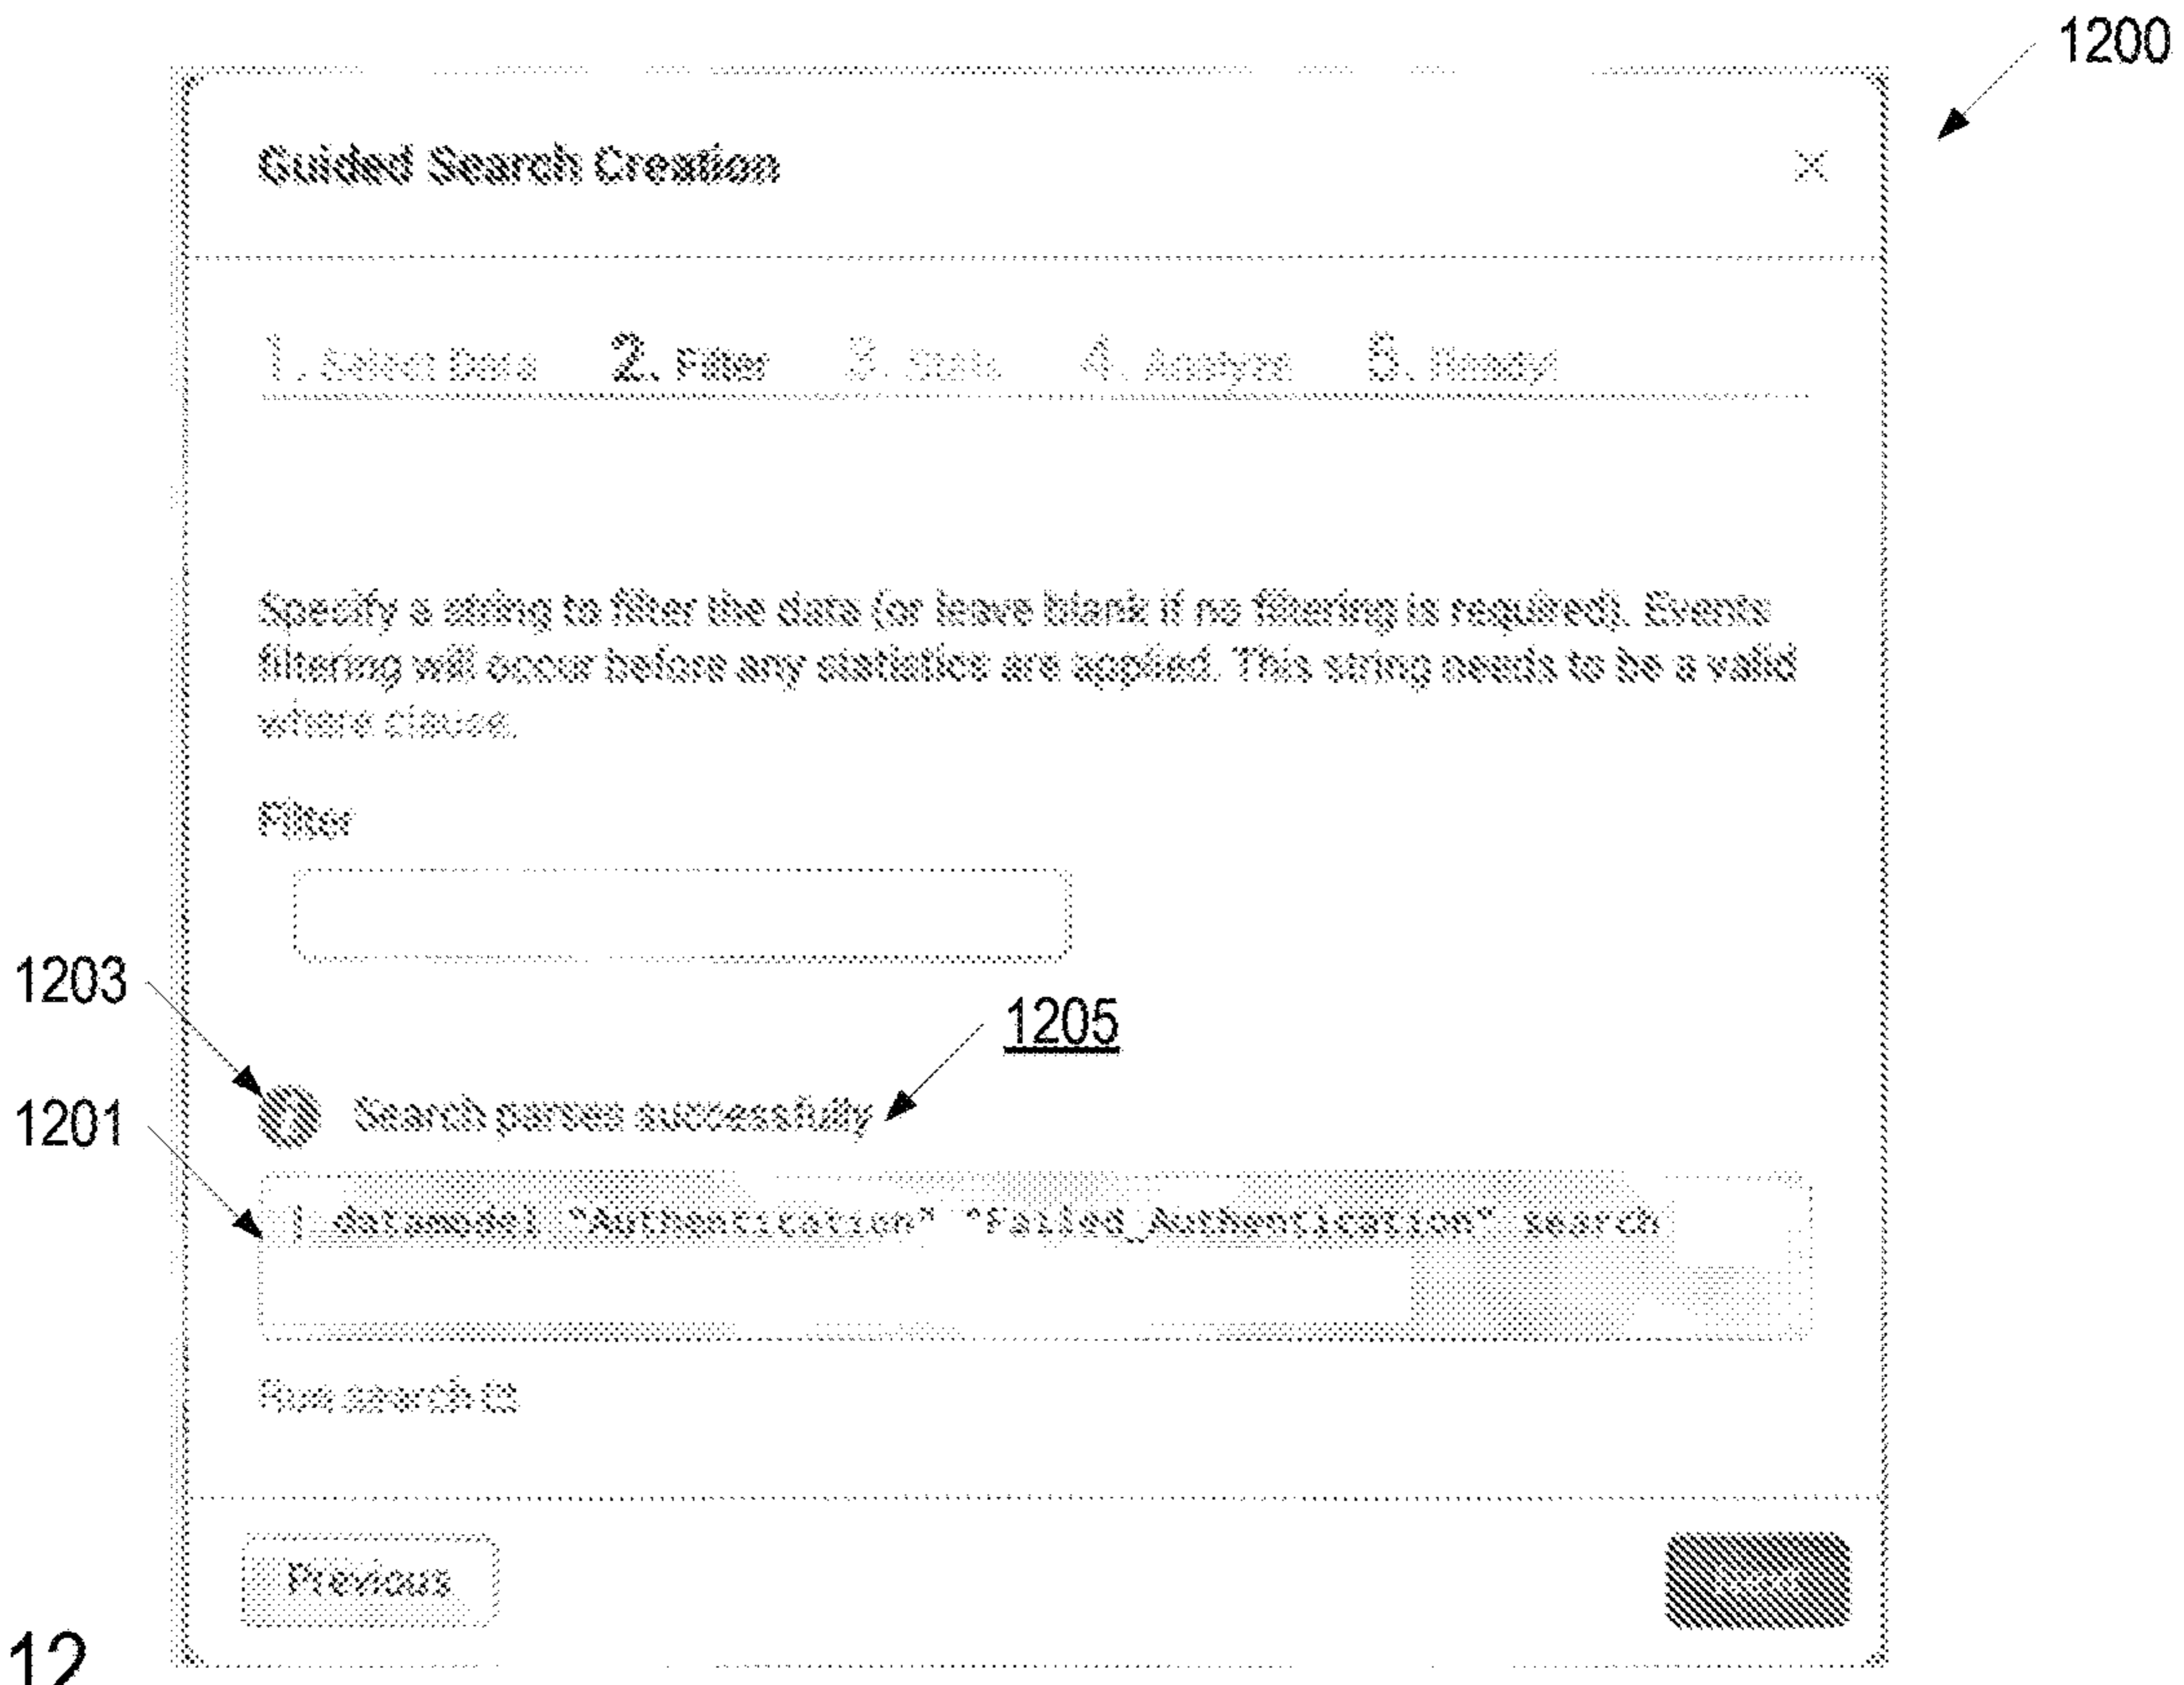 1200
Guided Search Creation ×
1. Select Data 2. Filter 3. Stats 4. Analyze 5. Ready!
Specify a string to filter the data (or leave blank if no filtering is required). Events
filtering will occur before any statistics are applied. This string needs to be a valid
where clause.
Filter
1203
1205
Search parses successfully
1201
| datamodel "Authentication" "Failed_Authentication" search
Run search
Previous
12